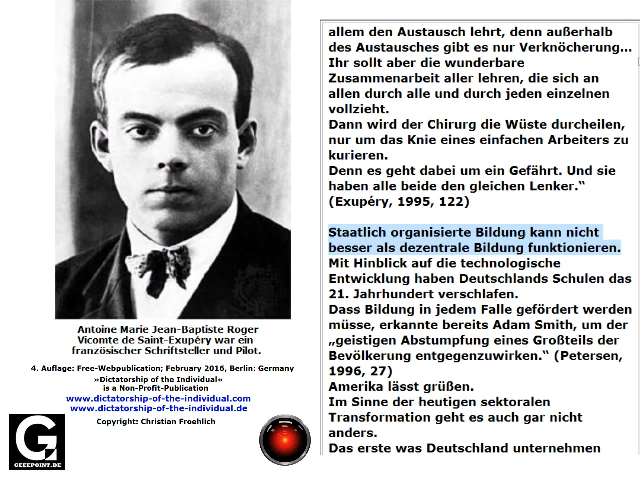 Antoine Marie Jean-Baptiste Roger
Vicomte de Saint-Exupéry war ein
französischer Schriftsteller und Pilot.
4. Auflage: Free-Webpublication; February 2016, Berlin: Germany
»Dictatorship of the Individual«
is a Non-Profit-Publication
www.dictatorship-of-the-individual.com
www.dictatorship-of-the-individual.de
Copyright: Christian Froehlich
G
GEEEPOINT.DE
allem den Austausch lehrt, denn außerhalb
des Austausches gibt es nur Verknöcherung...
Ihr sollt aber die wunderbare
Zusammenarbeit aller lehren, die sich an
allen durch alle und durch jeden einzelnen
vollzieht.
Dann wird der Chirurg die Wüste durcheilen,
nur um das Knie eines einfachen Arbeiters zu
kurieren.
Denn es geht dabei um ein Gefährt. Und sie
haben alle beide den gleichen Lenker.“
(Exupéry, 1995, 122)
Staatlich organisierte Bildung kann nicht
besser als dezentrale Bildung funktionieren.
Mit Hinblick auf die technologische
Entwicklung haben Deutschlands Schulen das
21. Jahrhundert verschlafen.
Dass Bildung in jedem Falle gefördert werden
müsse, erkannte bereits Adam Smith, um der
„geistigen Abstumpfung eines Großteils der
Bevölkerung entgegenzuwirken.“ (Petersen,
1996, 27)
Amerika lässt grüßen.
Im Sinne der heutigen sektoralen
Transformation geht es auch gar nicht
anders.
Das erste was Deutschland unternehmen